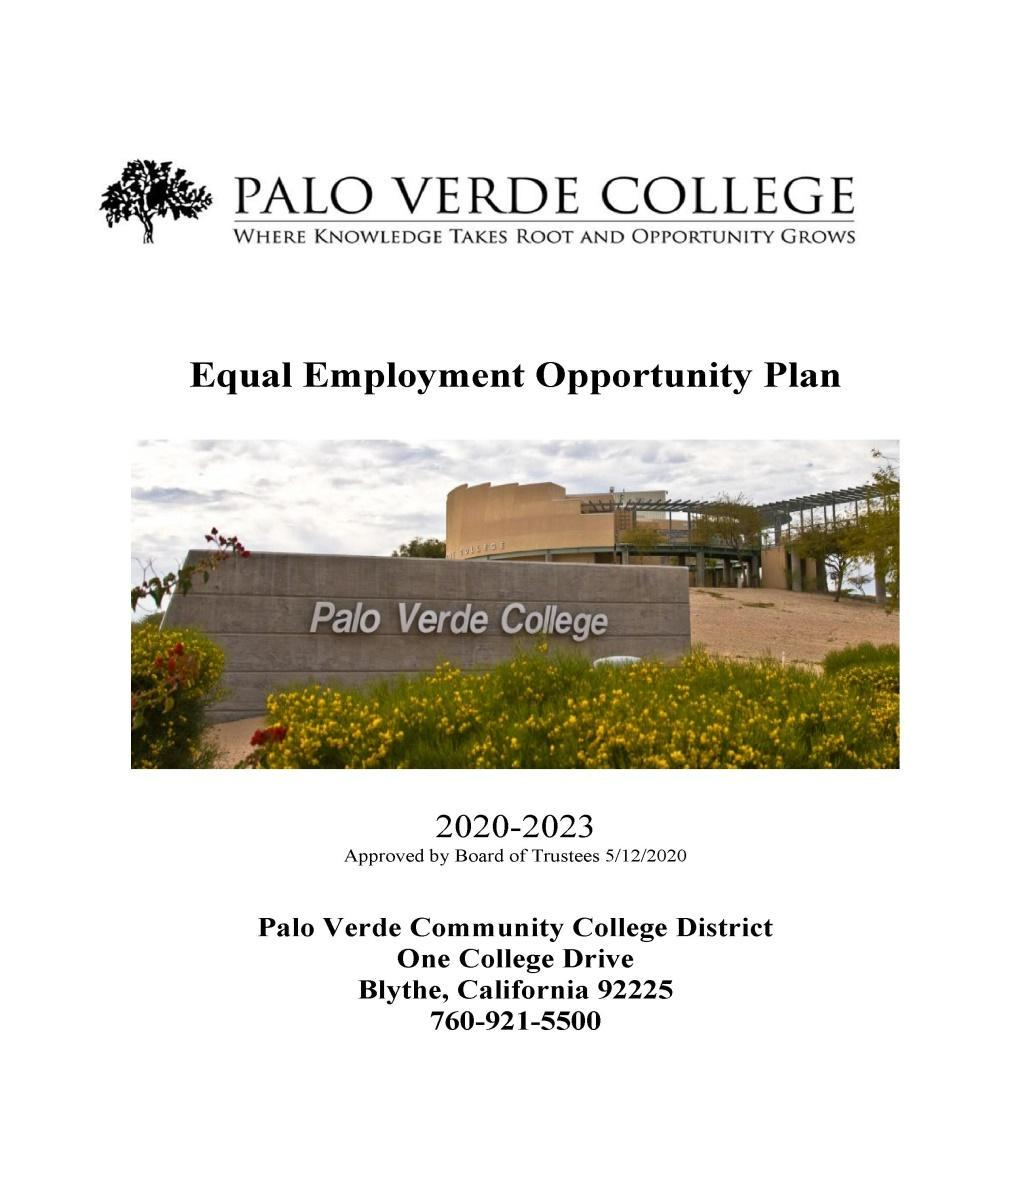 PALO VERDE COLLEGE
WHERE KNOWLEDGE TAKES ROOT AND OPPORTUNITY GROWS
Equal Employment Opportunity Plan
COLLEGE
Palo Verde College
2020-2023
Approved by Board of Trustees 5/12/2020
Palo Verde Community College District
One College Drive
Blythe, California 92225
760-921-5500